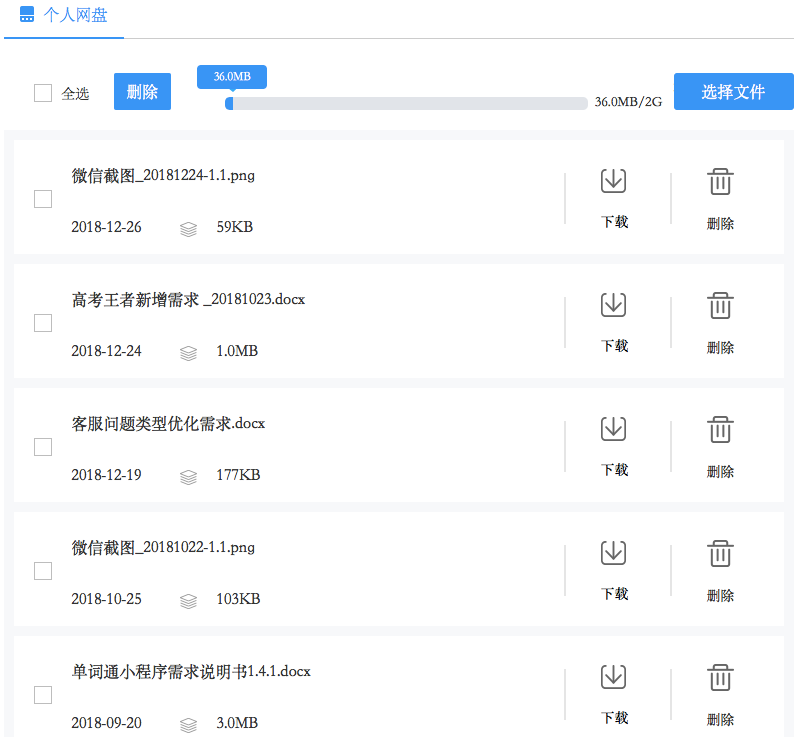 个人网盘
全选
删除
36.0MB
36.0MB/2G
选择文件
微信截图_20181224-1.1.png
2018-12-26
59KB
下载
删除
高考王者新增需求 _20181023.docx
2018-12-24
1.0MB
下载
删除
客服问题类型优化需求.docx
2018-12-19
177KB
下载
删除
微信截图_20181022-1.1.png
2018-10-25
103KB
下载
删除
单词通小程序需求说明书1.4.1.docx
2018-09-20
3.0MB
下载
删除